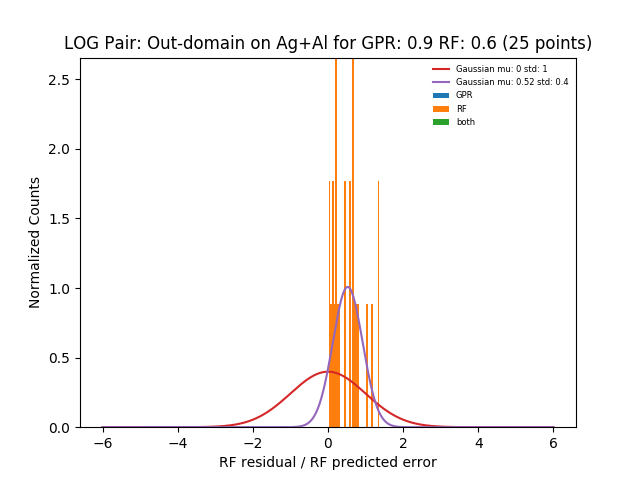 LOG Pair: Out-domain on Ag+Al for GPR: 0.9 RF: 0.6 (25 points)
Gaussian mu: 0 std: 1
Gaussian mu: 0.52 std: 0.4
GPR
RF
both
Normalized Counts
2.5
2.0
1.5
1.0
0.5
0.0
−6 −4 −2 0 2 4 6
RF residual / RF predicted error